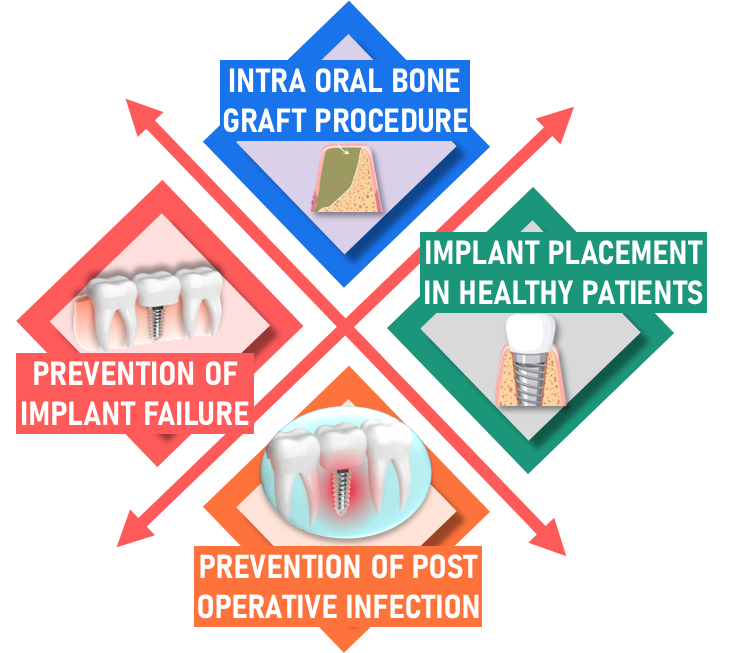 INTRA ORAL BONE
GRAFT PROCEDURE
IMPLANT PLACEMENT
IN HEALTHY PATIENTS
PREVENTION OF
IMPLANT FAILURE
PREVENTION OF POST
OPERATIVE INFECTION